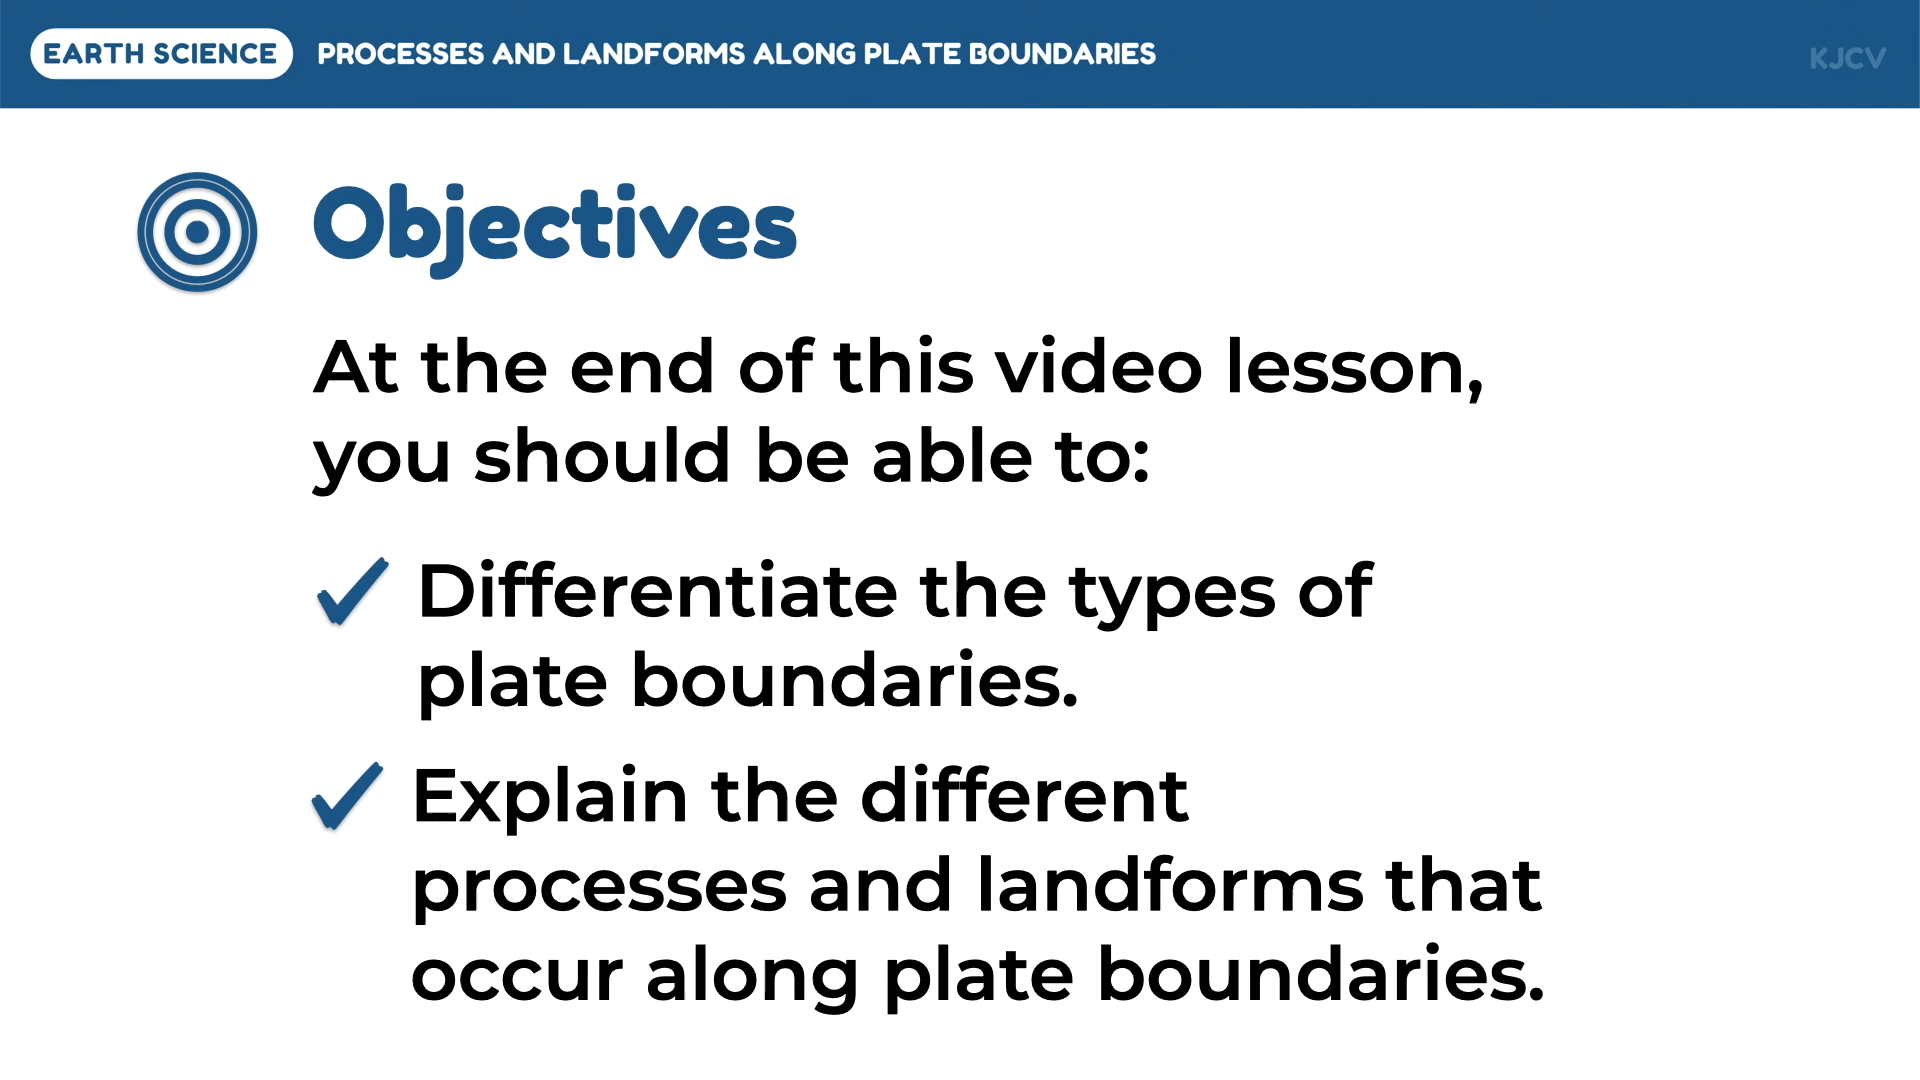 EARTH SCIENCE PROCESSES AND LANDFORMS ALONG PLATE BOUNDARIES KJCV
Objectives
At the end of this video lesson,
you should be able to:
Differentiate the types of
plate boundaries.
Explain the different
processes and landforms that
occur along plate boundaries.